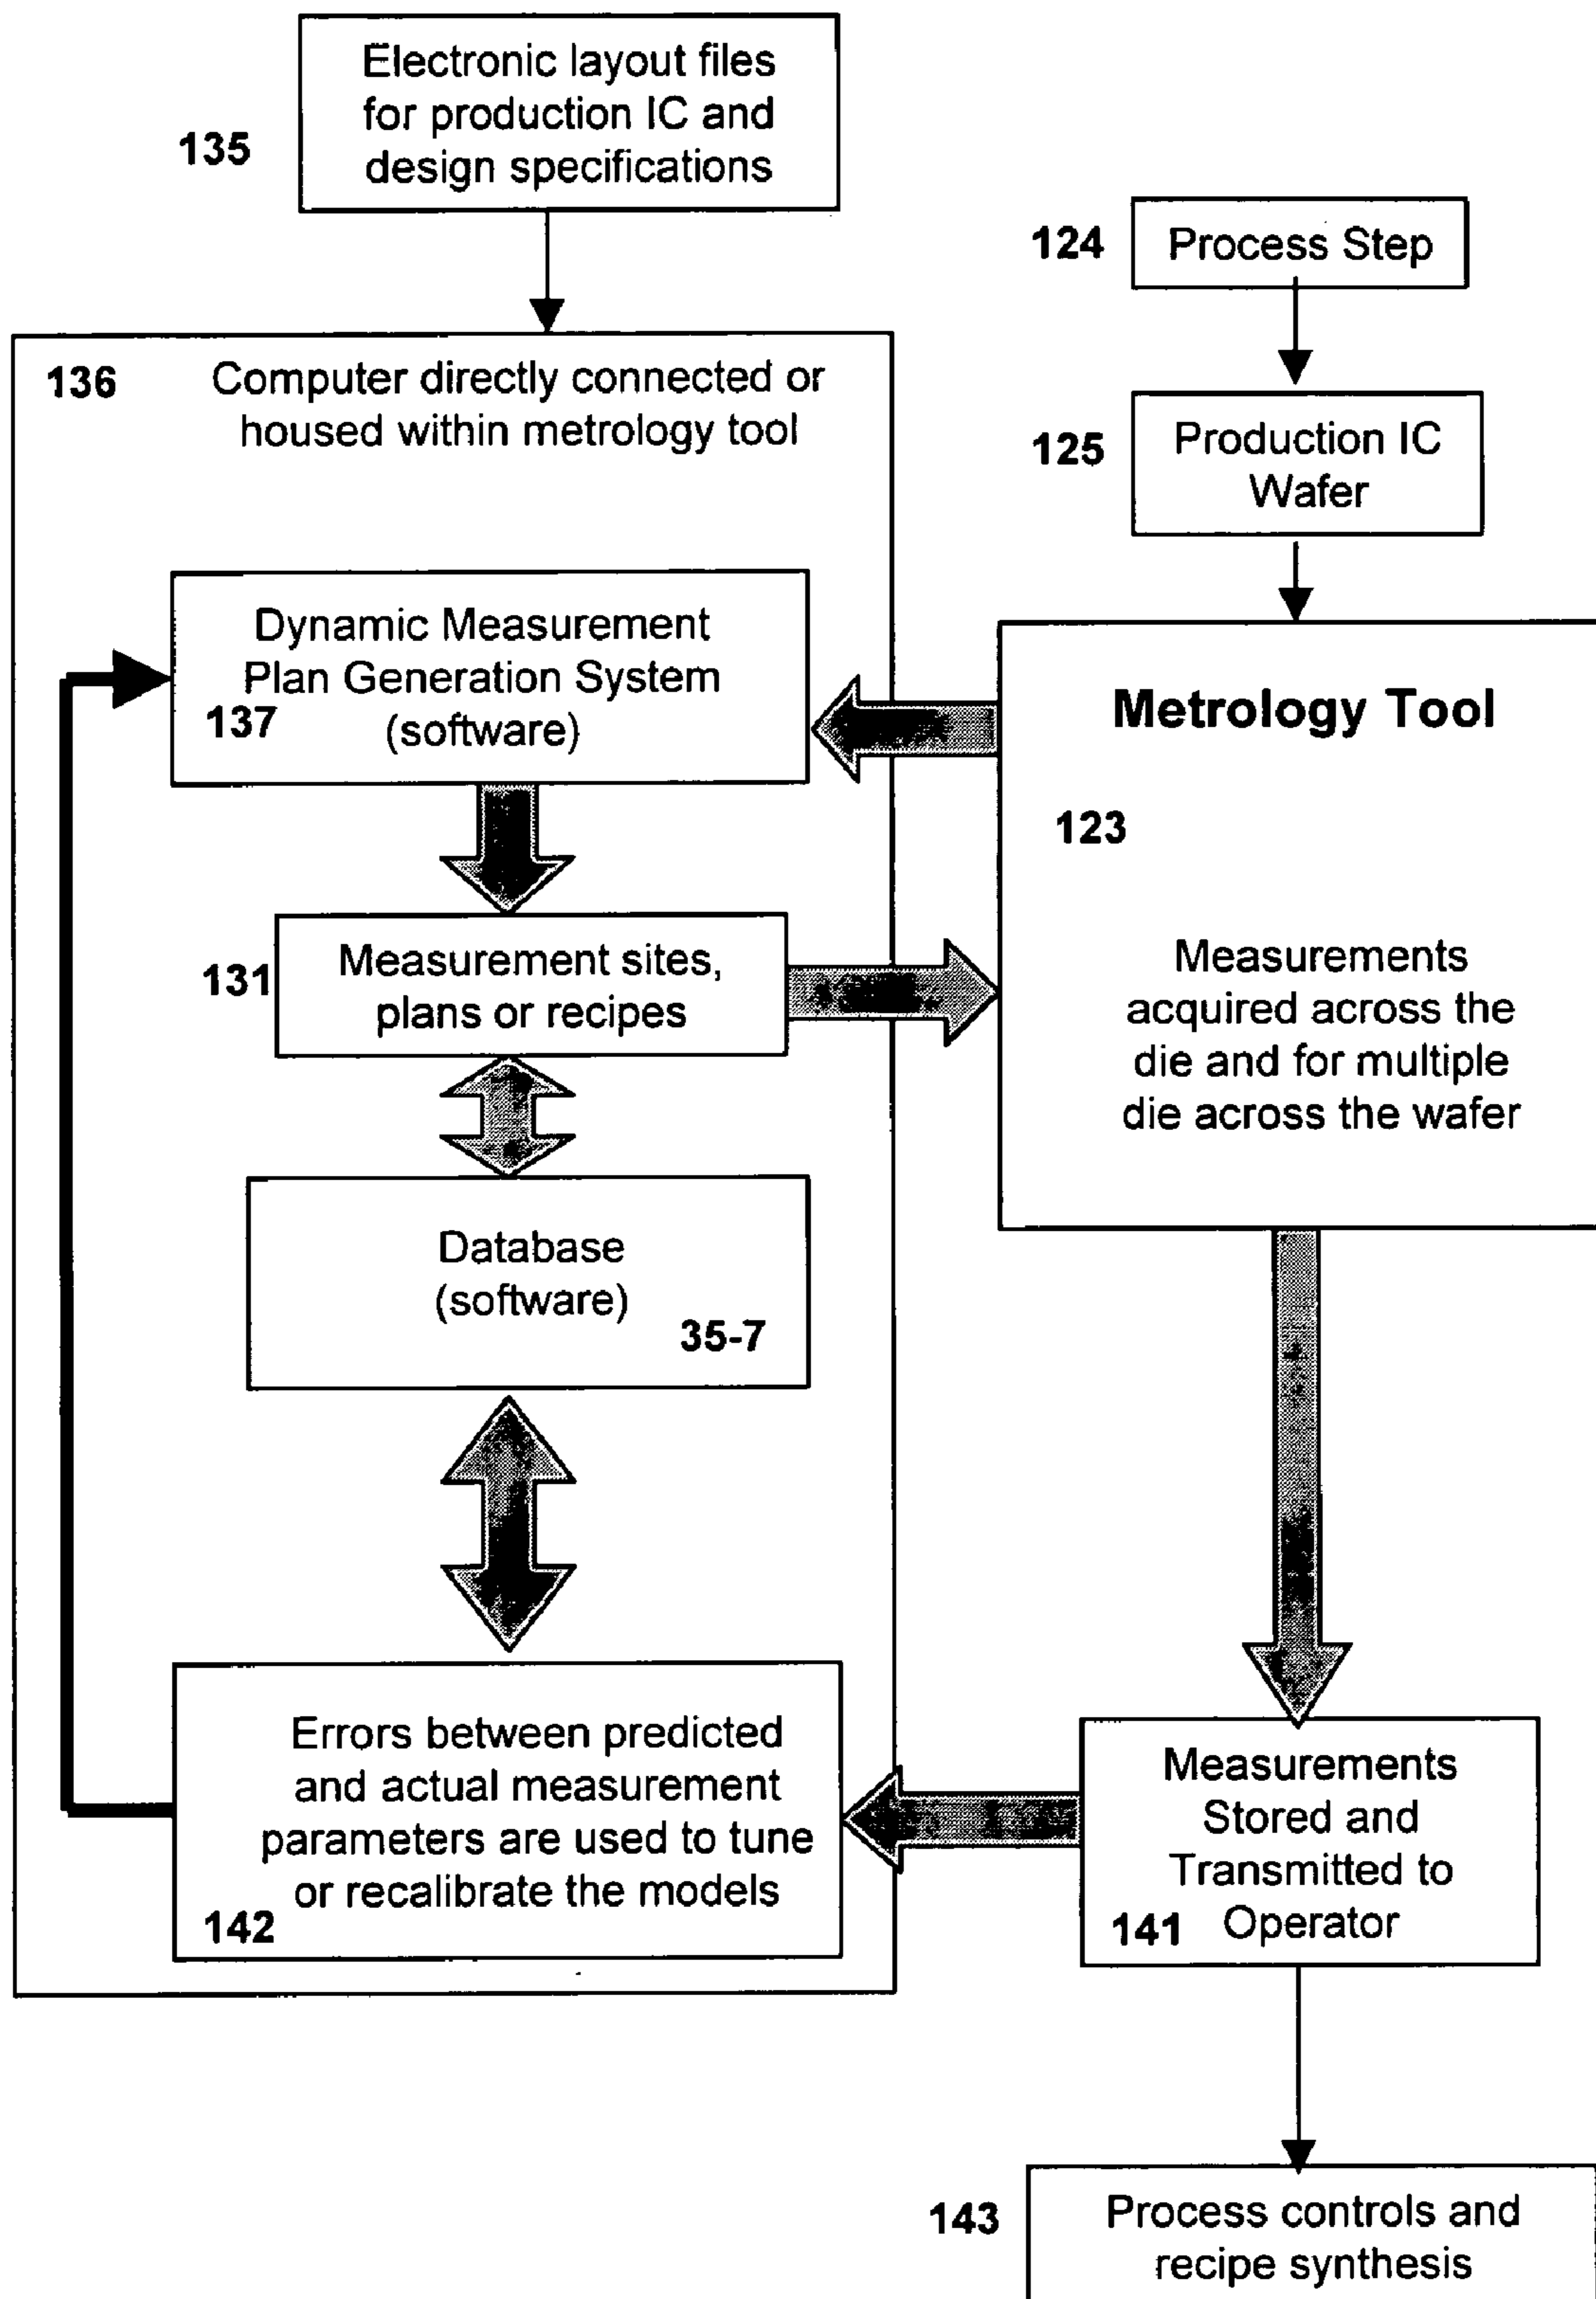 Electronic layout files
for production IC and
design specifications
135
124
Process Step
136
Computer directly connected or
housed within metrology tool
125
Production IC
Wafer
Dynamic Measurement
Plan Generation System
137
(software)
Metrology Tool
123
131
Measurement sites,
plans or recipes
Measurements
acquired across the
die and for multiple
die across the wafer
Database
(software)
35-7
Errors between predicted
and actual measurement
parameters are used to tune
or recalibrate the models
142
Measurements
Stored and
Transmitted to
141 Operator
143
Process controls and
recipe synthesis